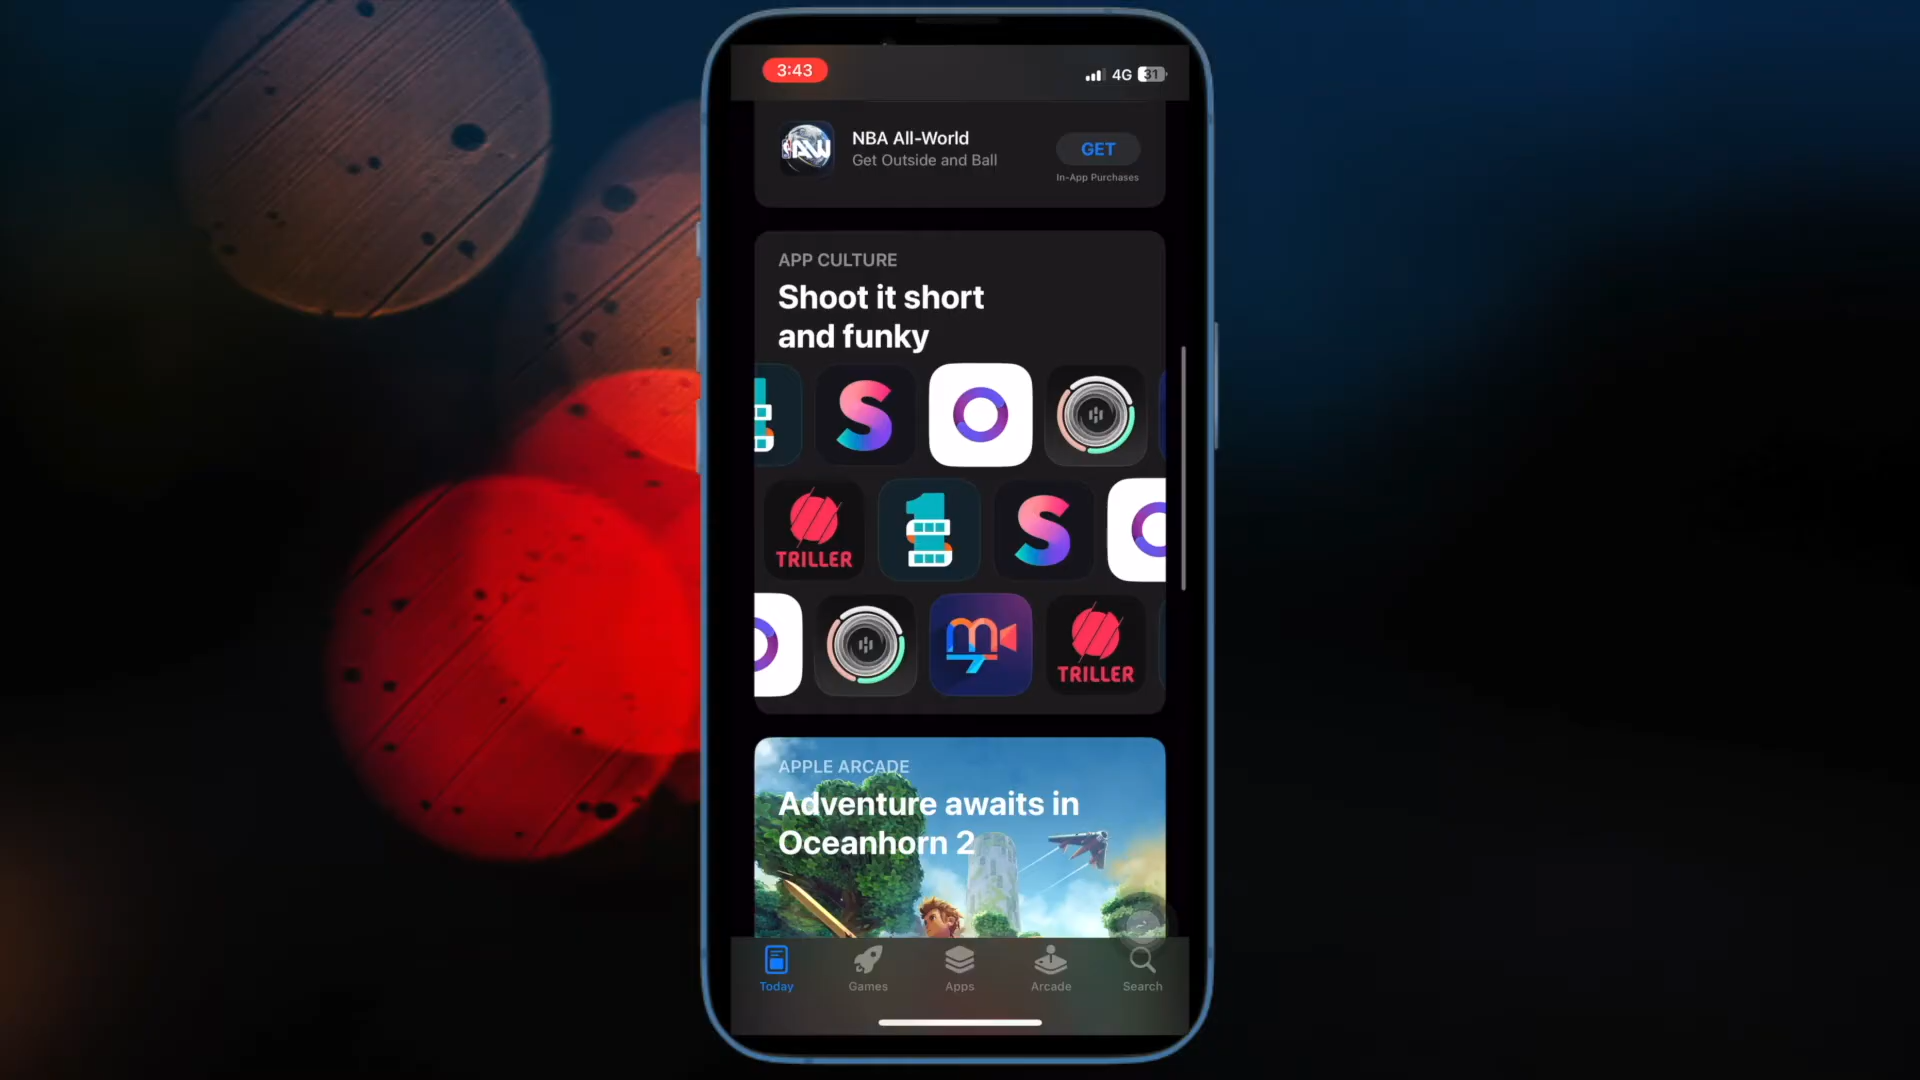 3:43
4G 31
AW
NBA All-World
Get Outside and Ball
GET
In-App Purchases
APP CULTURE
Shoot it short
and funky
TRILLER
TRILLER
APPLE ARCADE
Adventure awaits in
Oceanhorn 2
Today
Games
Apps
Arcade
Search